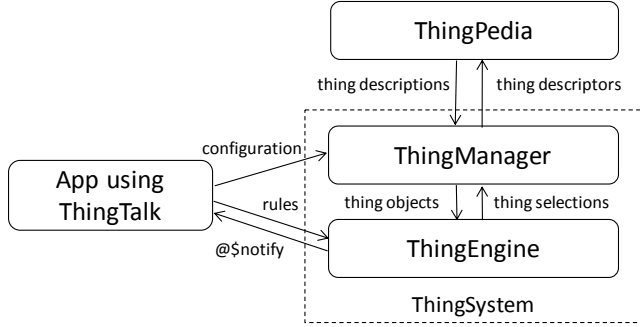 ThingPedia
thing descriptions
thing descriptors
configuration
ThingManager
App using
ThingTalk
rules
thing objects
thing selections
@$notify
ThingEngine
ThingSystem